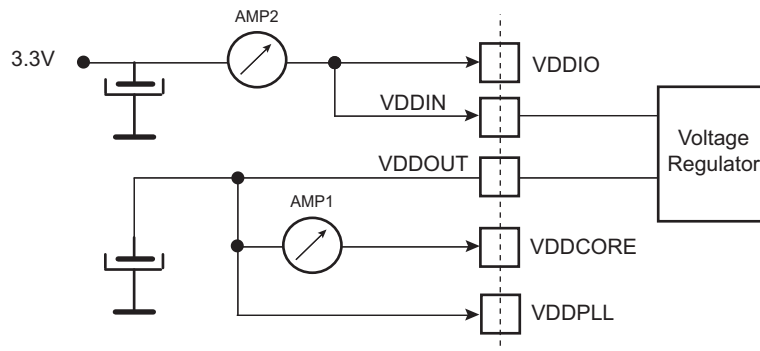 AMP2
3.3V
VDDIO
VDDIN
Voltage
Regulator
VDDOUT
AMP1
VDDCORE
VDDPLL